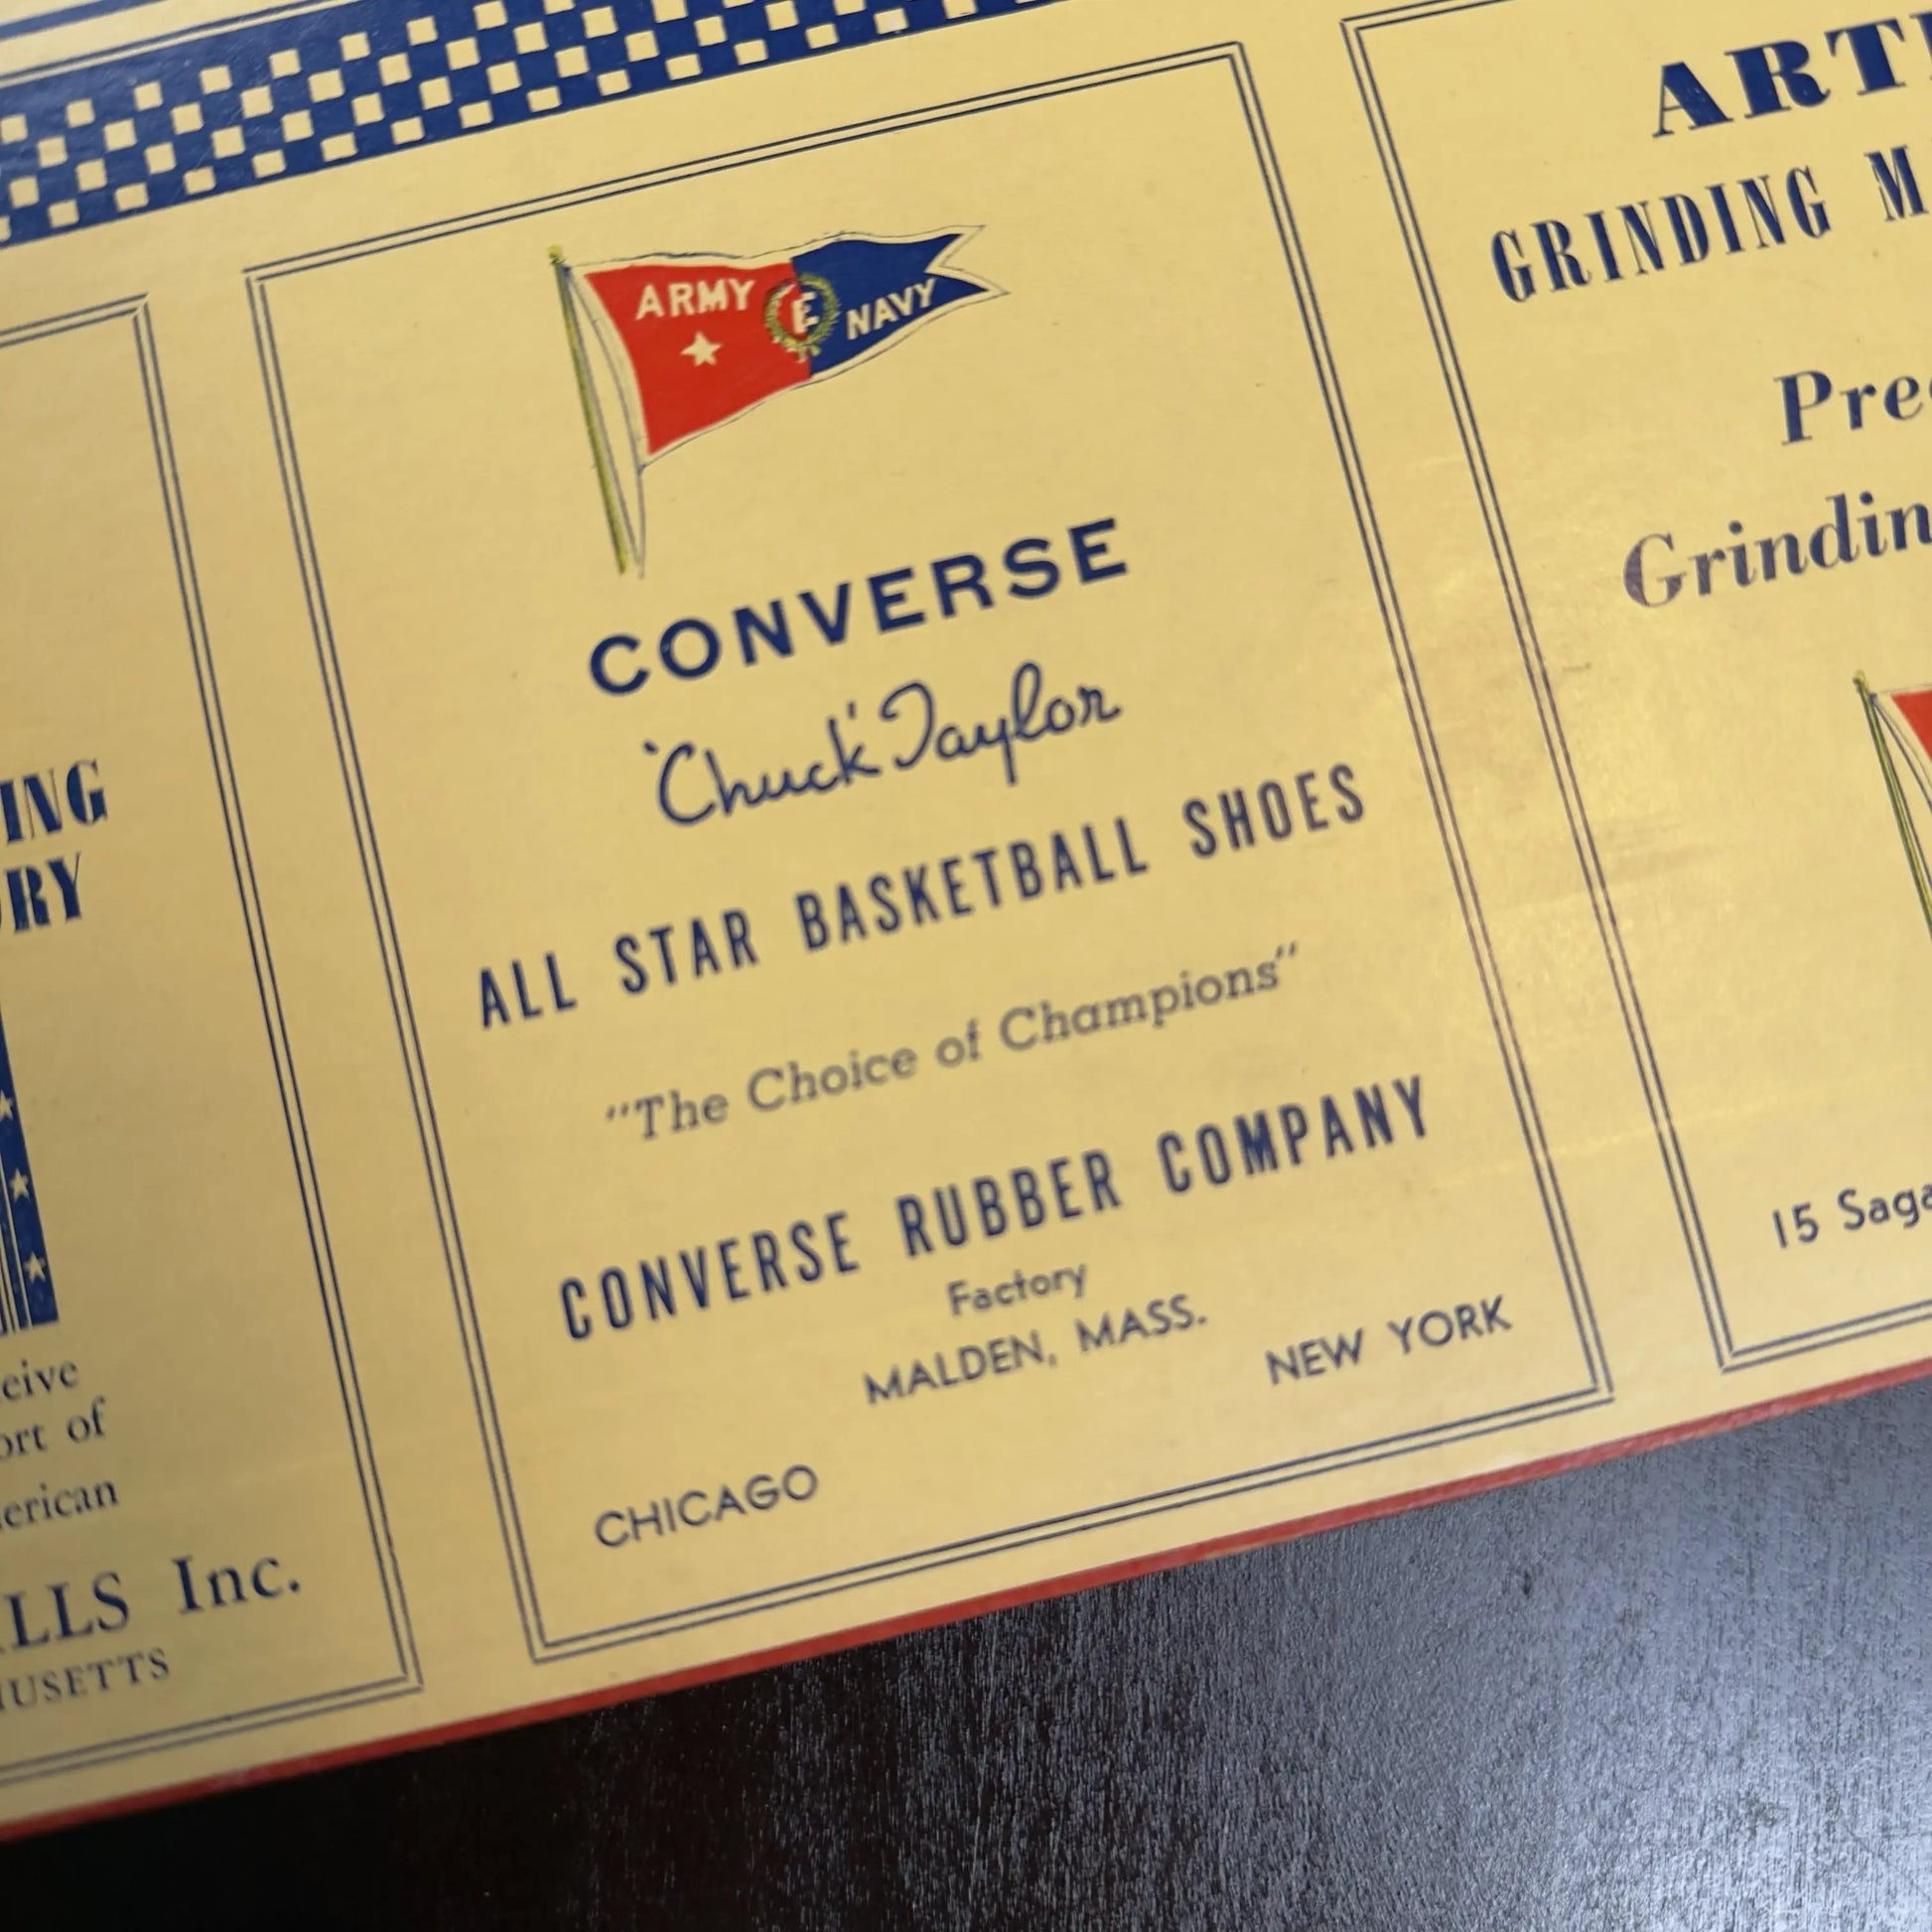 ING
RY
eive
ort of
erican
LLS Inc.
USETTS
ARMY E NAVY
CONVERSE
"Chuck" Taylor
ALL STAR BASKETBALL SHOES
"The Choice of Champions"
CONVERSE RUBBER COMPANY
Factory
MALDEN, MASS.
CHICAGO NEW YORK
ART
GRINDING M
Pre
Grindin
15 Saga